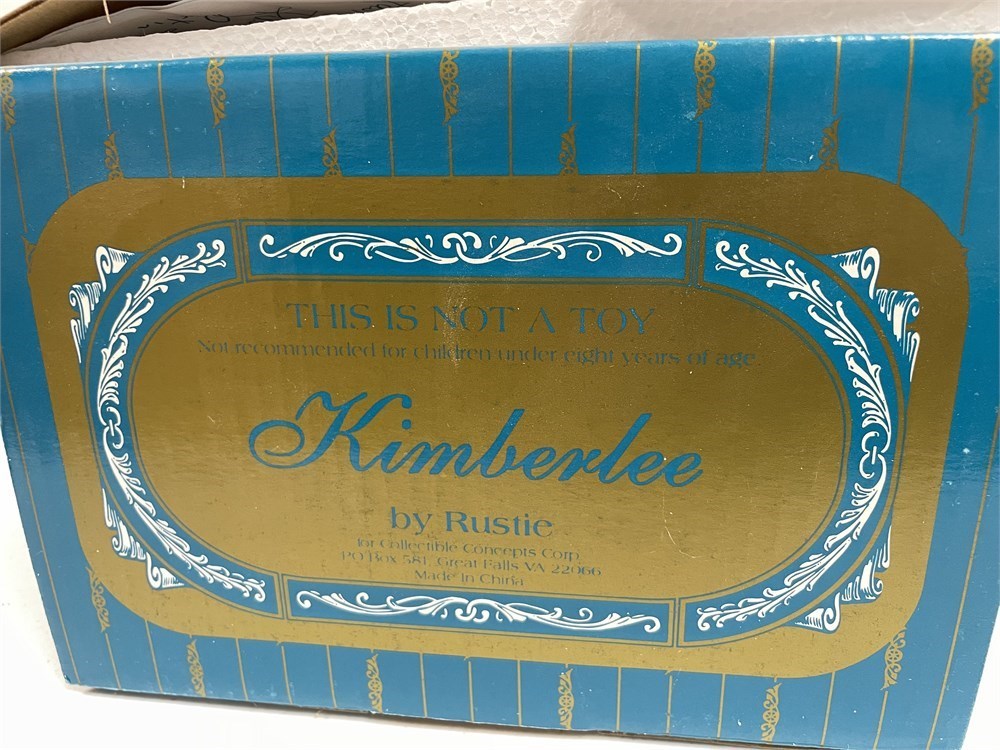 THIS IS NOT A TOY
Not recommended for children under eight years of age
Kimberlee
by Rustie
for Collectible Concepts Corp.
PO Box 581, Great Falls VA 22066
Made in China